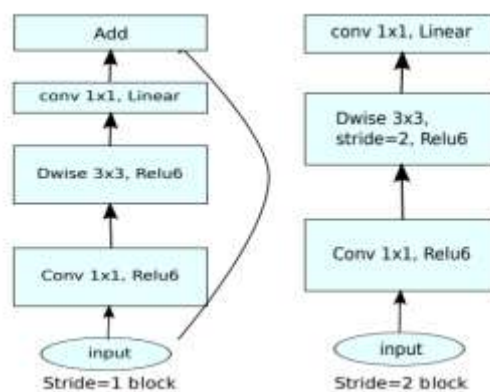 Add
conv 1x1, Linear
Dwise 3x3, Relu6
Conv 1x1, Relu6
input
Stride=1 block
conv 1x1, Linear
Dwise 3x3,
stride=2, Relu6
Conv 1x1, Relu6
input
Stride=2 block